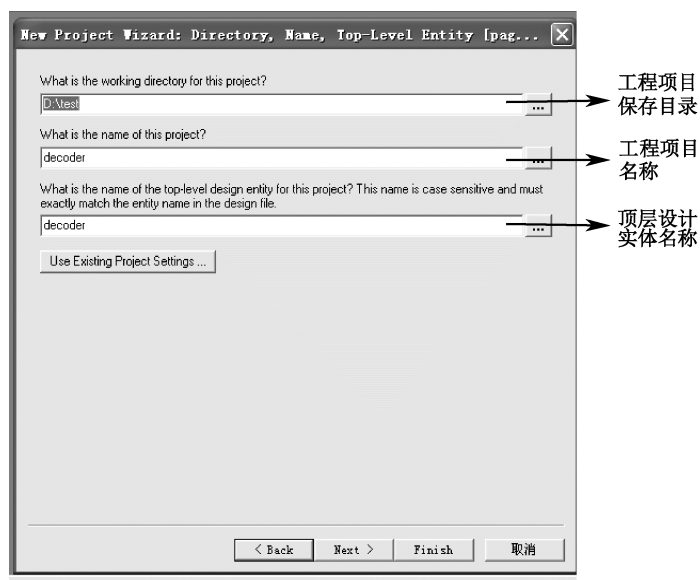 New Project Wizard: Directory, Name, Top-Level Entity [pag...
What is the working directory for this project?
D:\test
...
工程项目
保存目录
What is the name of this project?
decoder
...
工程项目
名称
What is the name of the top-level design entity for this project? This name is case sensitive and must
exactly match the entity name in the design file.
decoder
...
顶层设计
实体名称
Use Existing Project Settings ...
< Back
Next >
Finish
取消